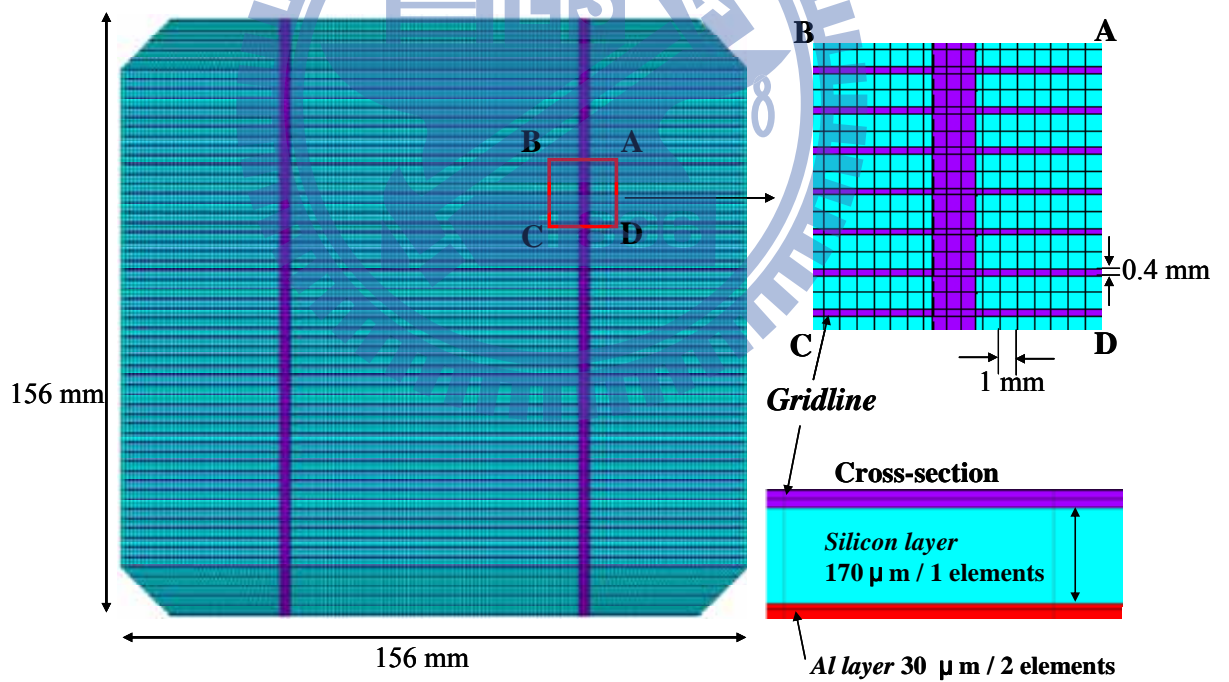 B
A
B
A
C
D
0.4 mm
C
D
1 mm
156 mm
Gridline
Cross-section
Silicon layer
170 μ m / 1 elements
156 mm
Al layer 30 μ m / 2 elements